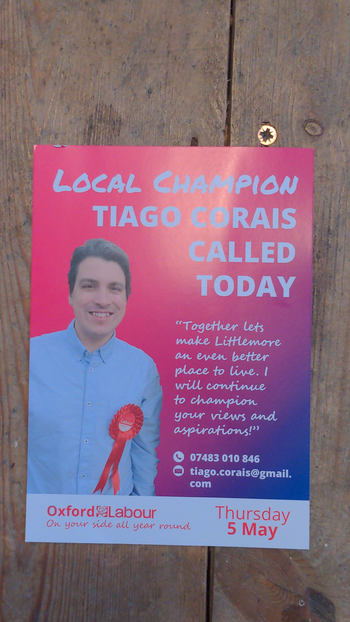 LOCAL CHAMPION
TIAGO CORAIS
CALLED
TODAY
"Together lets
make Littlemore
an even better
place to live. I
will continue
to champion
your views and
aspirations!"
07483 010 846
tiago.corais@gmail.
com
Oxford Labour
On your side all year round
Thursday
5 May